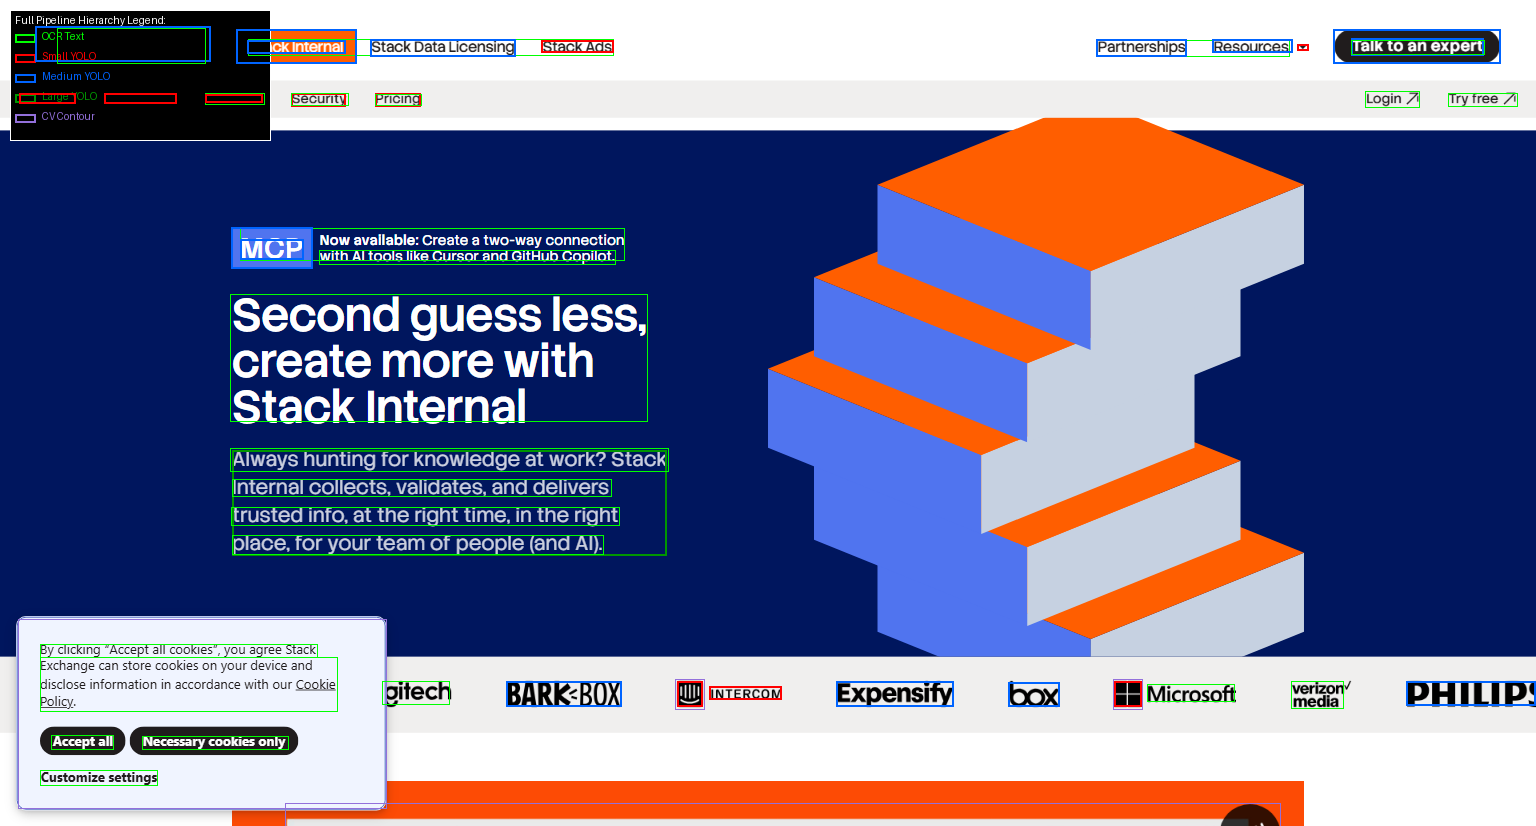 Full Pipeline Hierarchy Legend:
OCR Text
Small YOLO
Medium YOLO
Large YOLO
CV Contour
Internal
Stack Data Licensing
Stack Ads
Partnerships
Resources
Talk to an expert
Security
Pricing
Login
Try free
MCP
Now available: Create a two-way connection
with AI tools like Cursor and GitHub Copilot.
Second guess less,
create more with
Stack Internal
Always hunting for knowledge at work? Stack
Internal collects, validates, and delivers
trusted info, at the right time, in the right
place, for your team of people (and AI).
By clicking “Accept all cookies”, you agree Stack
Exchange can store cookies on your device and
disclose information in accordance with our Cookie
Policy.
Accept all
Necessary cookies only
Customize settings
gitech
BARK BOX
INTERCOM
Expensify
box
Microsoft
verizon
media
PHILIPS